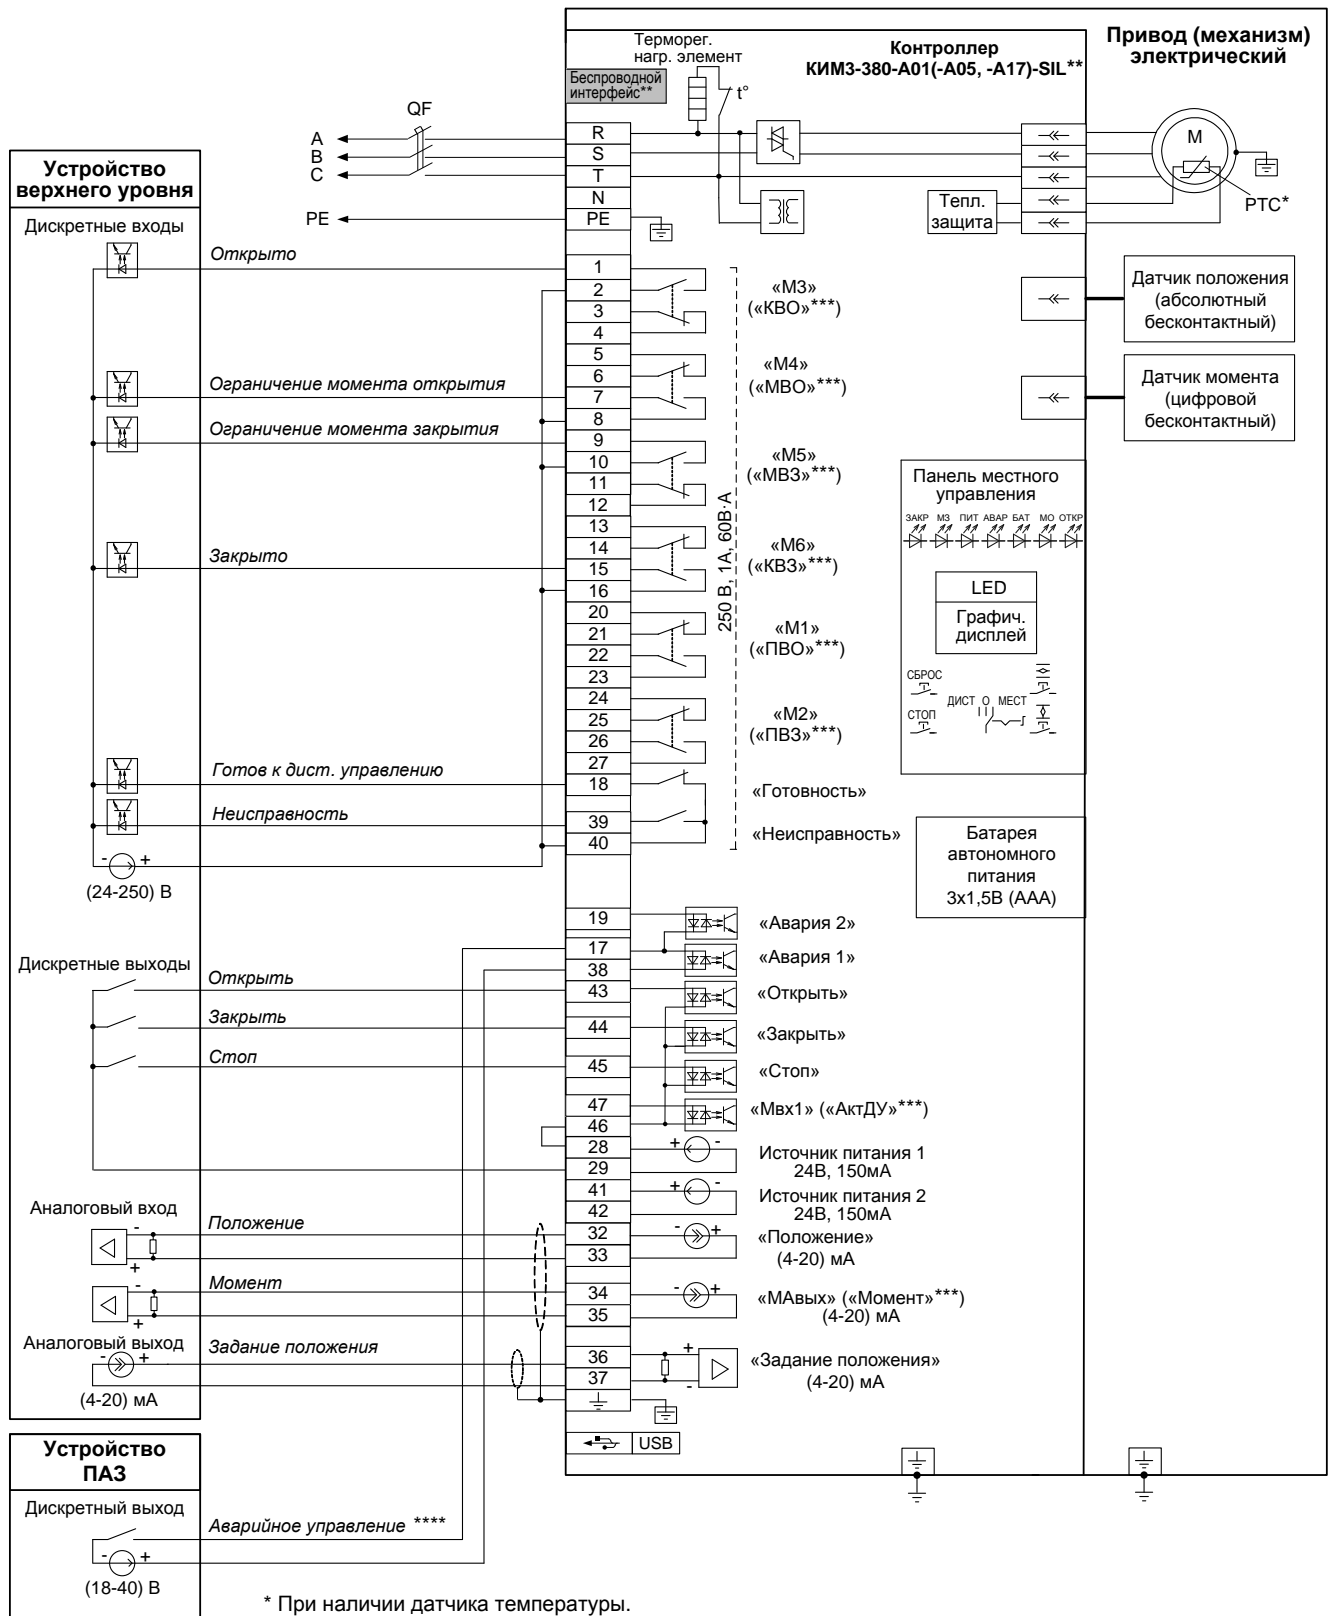 Привод (механизм)
электрический
Контроллер
КИМ3-380-А01(-А05, -А17)-SIL**
Терморег.
нагр. элемент
Беспроводной
интерфейс**
t°
QF
A
B
C
PE
R
S
T
N
PE
M
PTC*
Тепл.
защита
Устройство
верхнего уровня
Дискретные входы
Открыто
Ограничение момента открытия
Ограничение момента закрытия
Закрыто
Готов к дист. управлению
Неисправность
- +
(24-250) В
1
2
3
4
5
6
7
8
9
10
11
12
13
14
15
16
20
21
22
23
24
25
26
27
18
39
40
«М3»
(«КВО»***)
«М4»
(«МВО»***)
«М5»
(«МВЗ»***)
«М6»
(«КВЗ»***)
«М1»
(«ПВО»***)
«М2»
(«ПВЗ»***)
«Готовность»
«Неисправность»
250 В, 1А, 60В·А
Датчик положения
(абсолютный
бесконтактный)
Датчик момента
(цифровой
бесконтактный)
Панель местного
управления
ЗАКР МЗ ПИТ АВАР БАТ МО ОТКР
LED
Графич.
дисплей
СБРОС
СТОП
ДИСТ О МЕСТ
Батарея
автономного
питания
3х1,5В (ААА)
Дискретные выходы
Открыть
Закрыть
Стоп
19
17
38
43
44
45
47
46
28
29
41
42
32
33
34
35
36
37
«Авария 2»
«Авария 1»
«Открыть»
«Закрыть»
«Стоп»
«Мвх1» («АктДУ»***)
+ -
Источник питания 1
24В, 150мА
+ -
Источник питания 2
24В, 150мА
- +
«Положение»
(4-20) мА
- +
«МАвых» («Момент»***)
(4-20) мА
+
-
«Задание положения»
(4-20) мА
USB
Аналоговый вход
-
+
Положение
-
+
Момент
Аналоговый выход
- +
(4-20) мА
Задание положения
Устройство
ПАЗ
Дискретный выход
Аварийное управление ****
- +
(18-40) В
* При наличии датчика температуры.